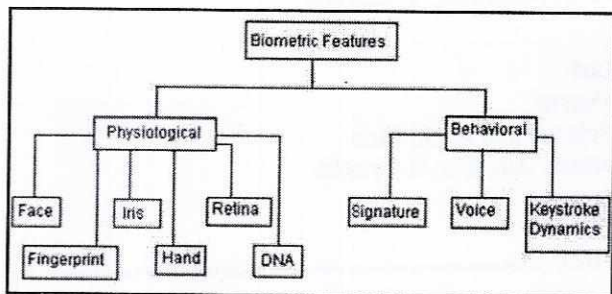 Biometric Features
Physiological
Behavioral
Face
Iris
Retina
Signature
Voice
Keystroke
Dynamics
Fingerprint
Hand
DNA